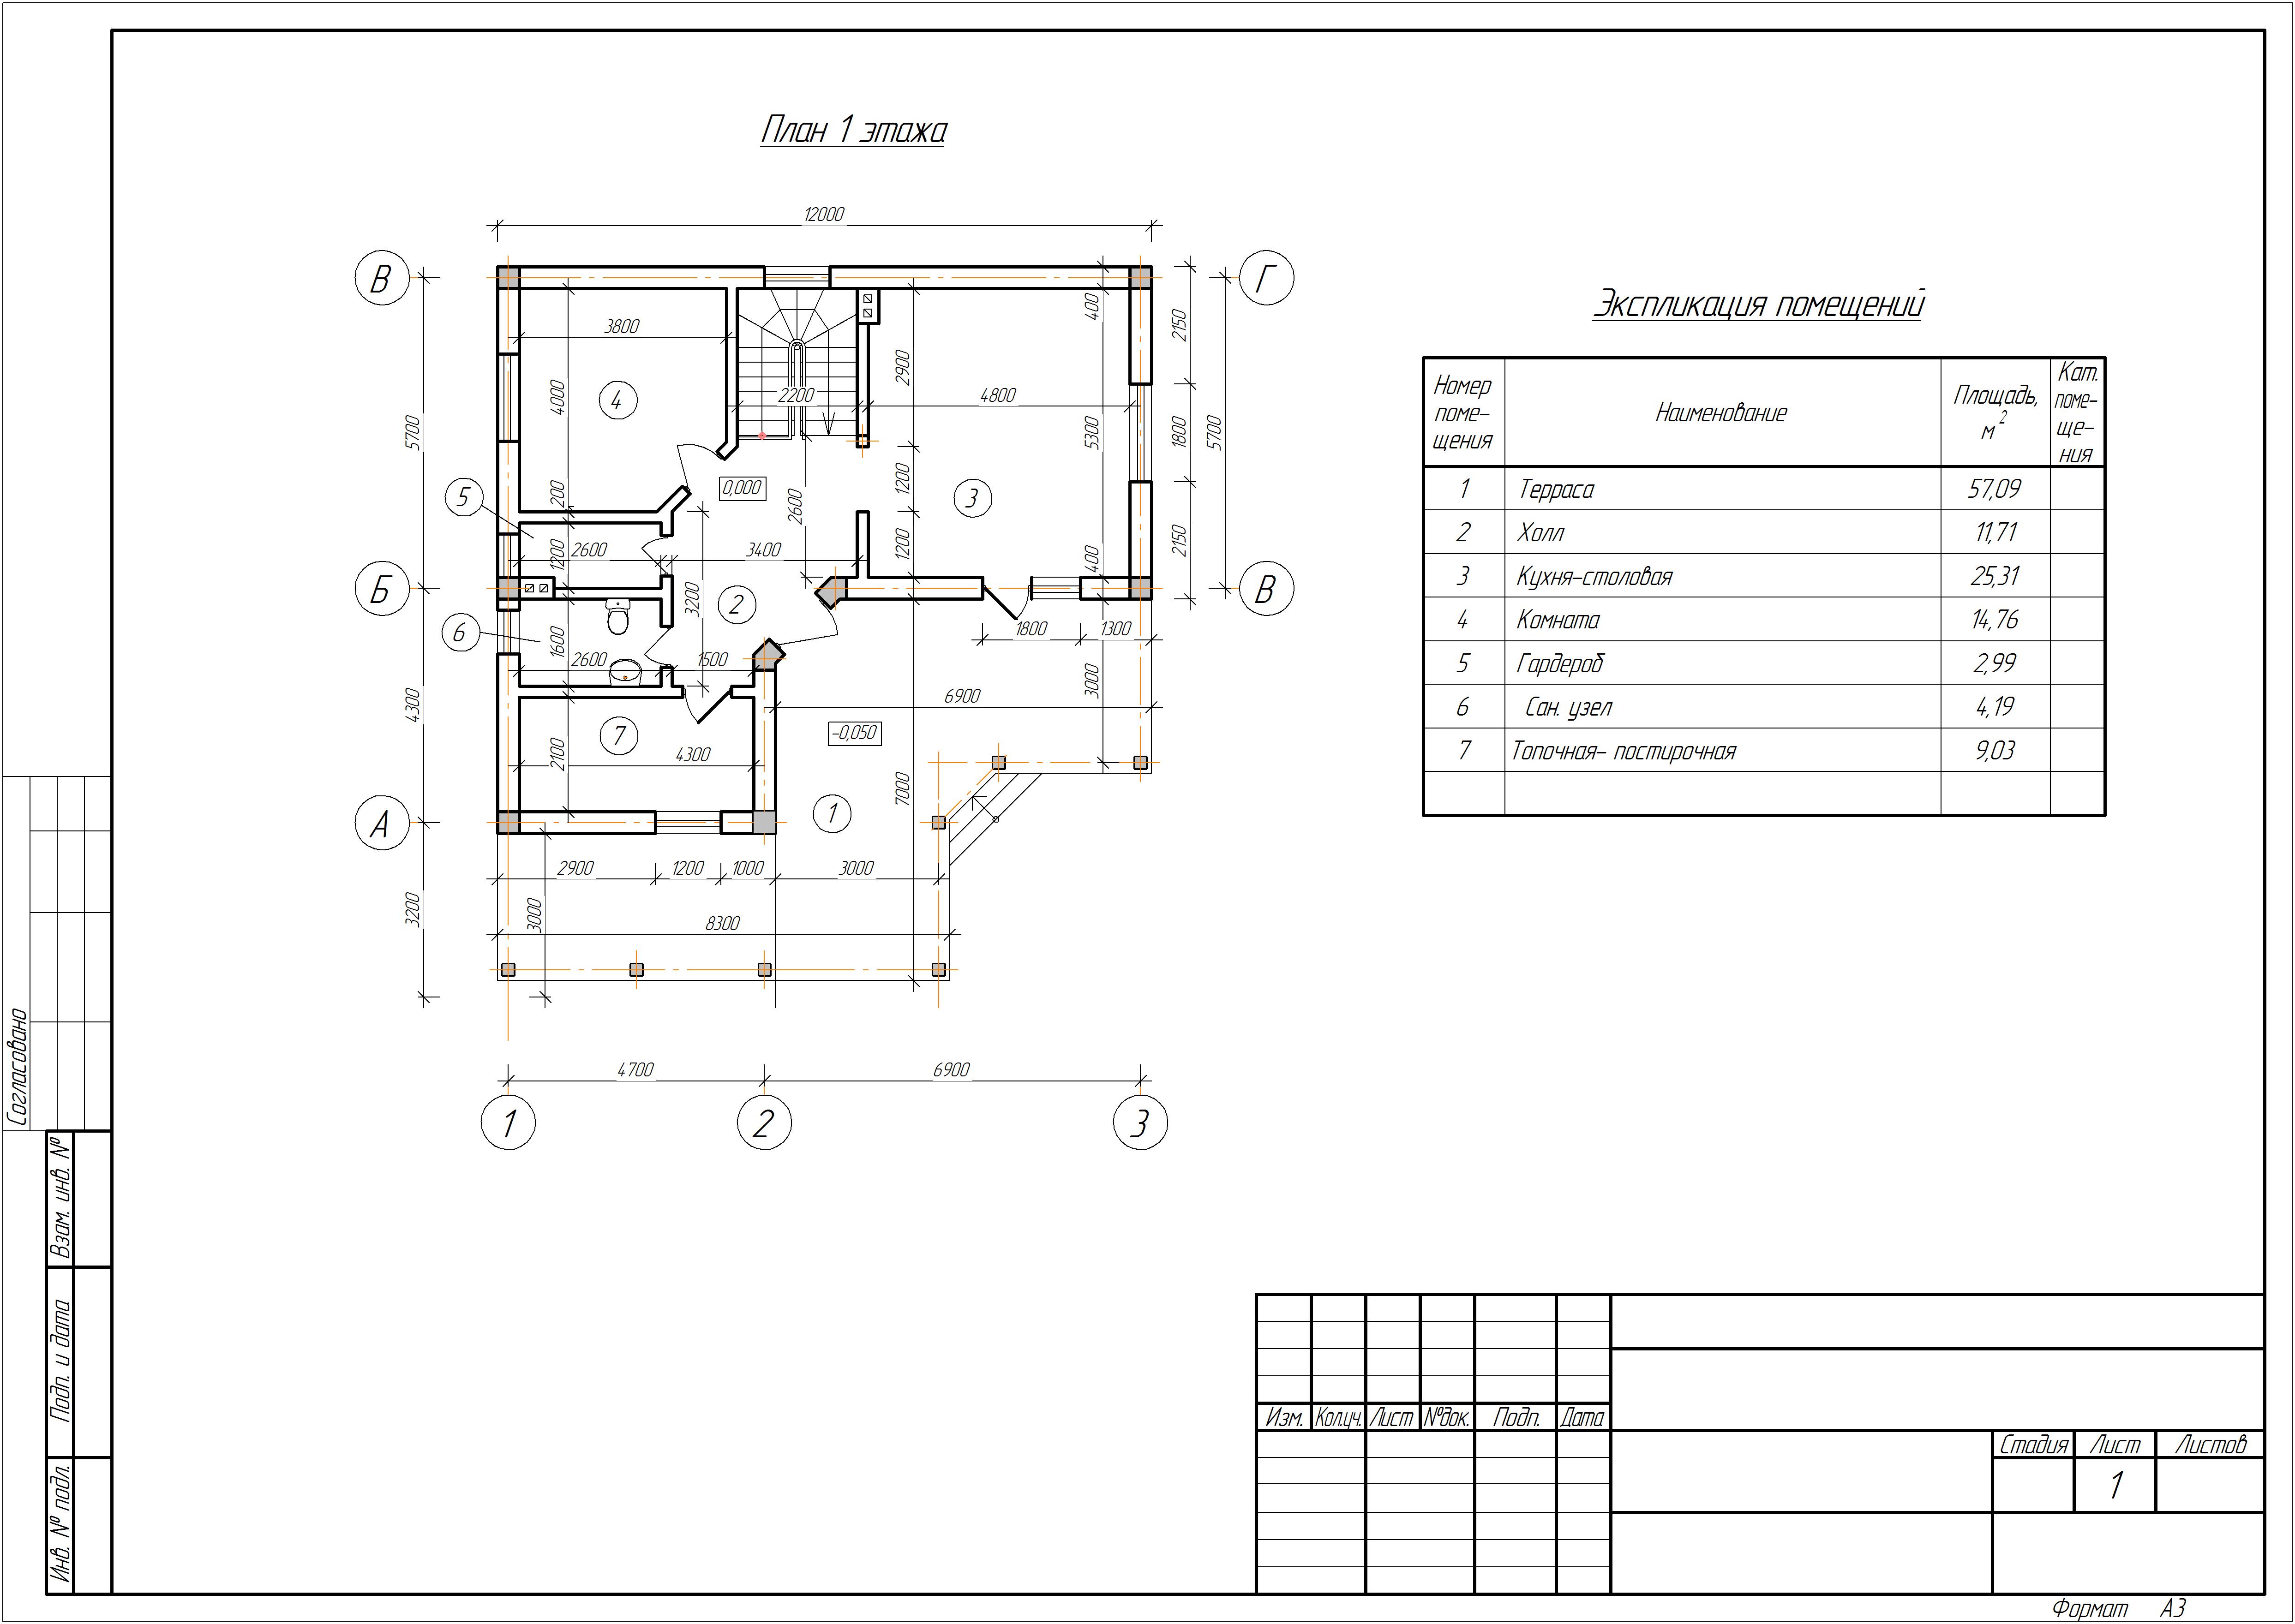 План 1 этажа
12000
В
Г
3800
400
2150
4000
2900
2200
4800
4
5700
5300
1800
5700
5
0,000
200
2600
1200
3
1200
2600
3400
1200
400
2150
Б
В
3200
2
6
1600
2600
1500
1800
1300
3000
4300
6900
7
-0,050
2100
4300
7000
1
А
2900
1200
1000
3000
3200
3000
8300
4700
6900
1
2
3
Экспликация помещений
Номер поме-щения
Наименование
Площадь, м2
Кат. поме-ще-ния
1 Терраса 57,09
2 Холл 11,71
3 Кухня-столовая 25,31
4 Комната 14,76
5 Гардероб 2,99
6 Сан. узел 4,19
7 Топочная- постирочная 9,03
Согласовано
Взам. инв. №
Подп. и дата
Инв. № подл.
Изм. Кол.уч. Лист №док. Подп. Дата
Стадия Лист Листов
1
Формат А3